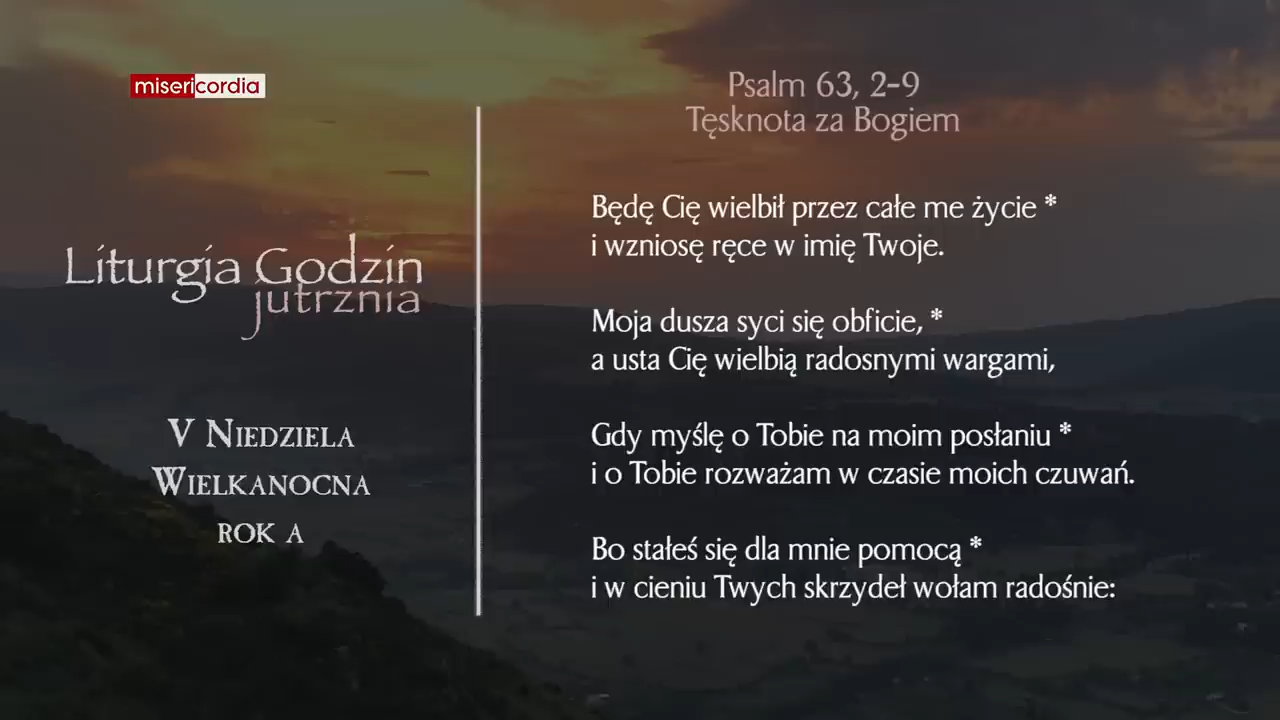 misericordia
Liturgia Godzin
jutrznia
V Niedziela
Wielkanocna
rok A
Psalm 63, 2-9
Tęsknota za Bogiem
Będę Cię wielbił przez całe me życie *
i wzniosę ręce w imię Twoje.
Moja dusza syci się obficie, *
a usta Cię wielbią radosnymi wargami,
Gdy myślę o Tobie na moim posłaniu *
i o Tobie rozważam w czasie moich czuwań.
Bo stałeś się dla mnie pomocą *
i w cieniu Twych skrzydeł wołam radośnie: